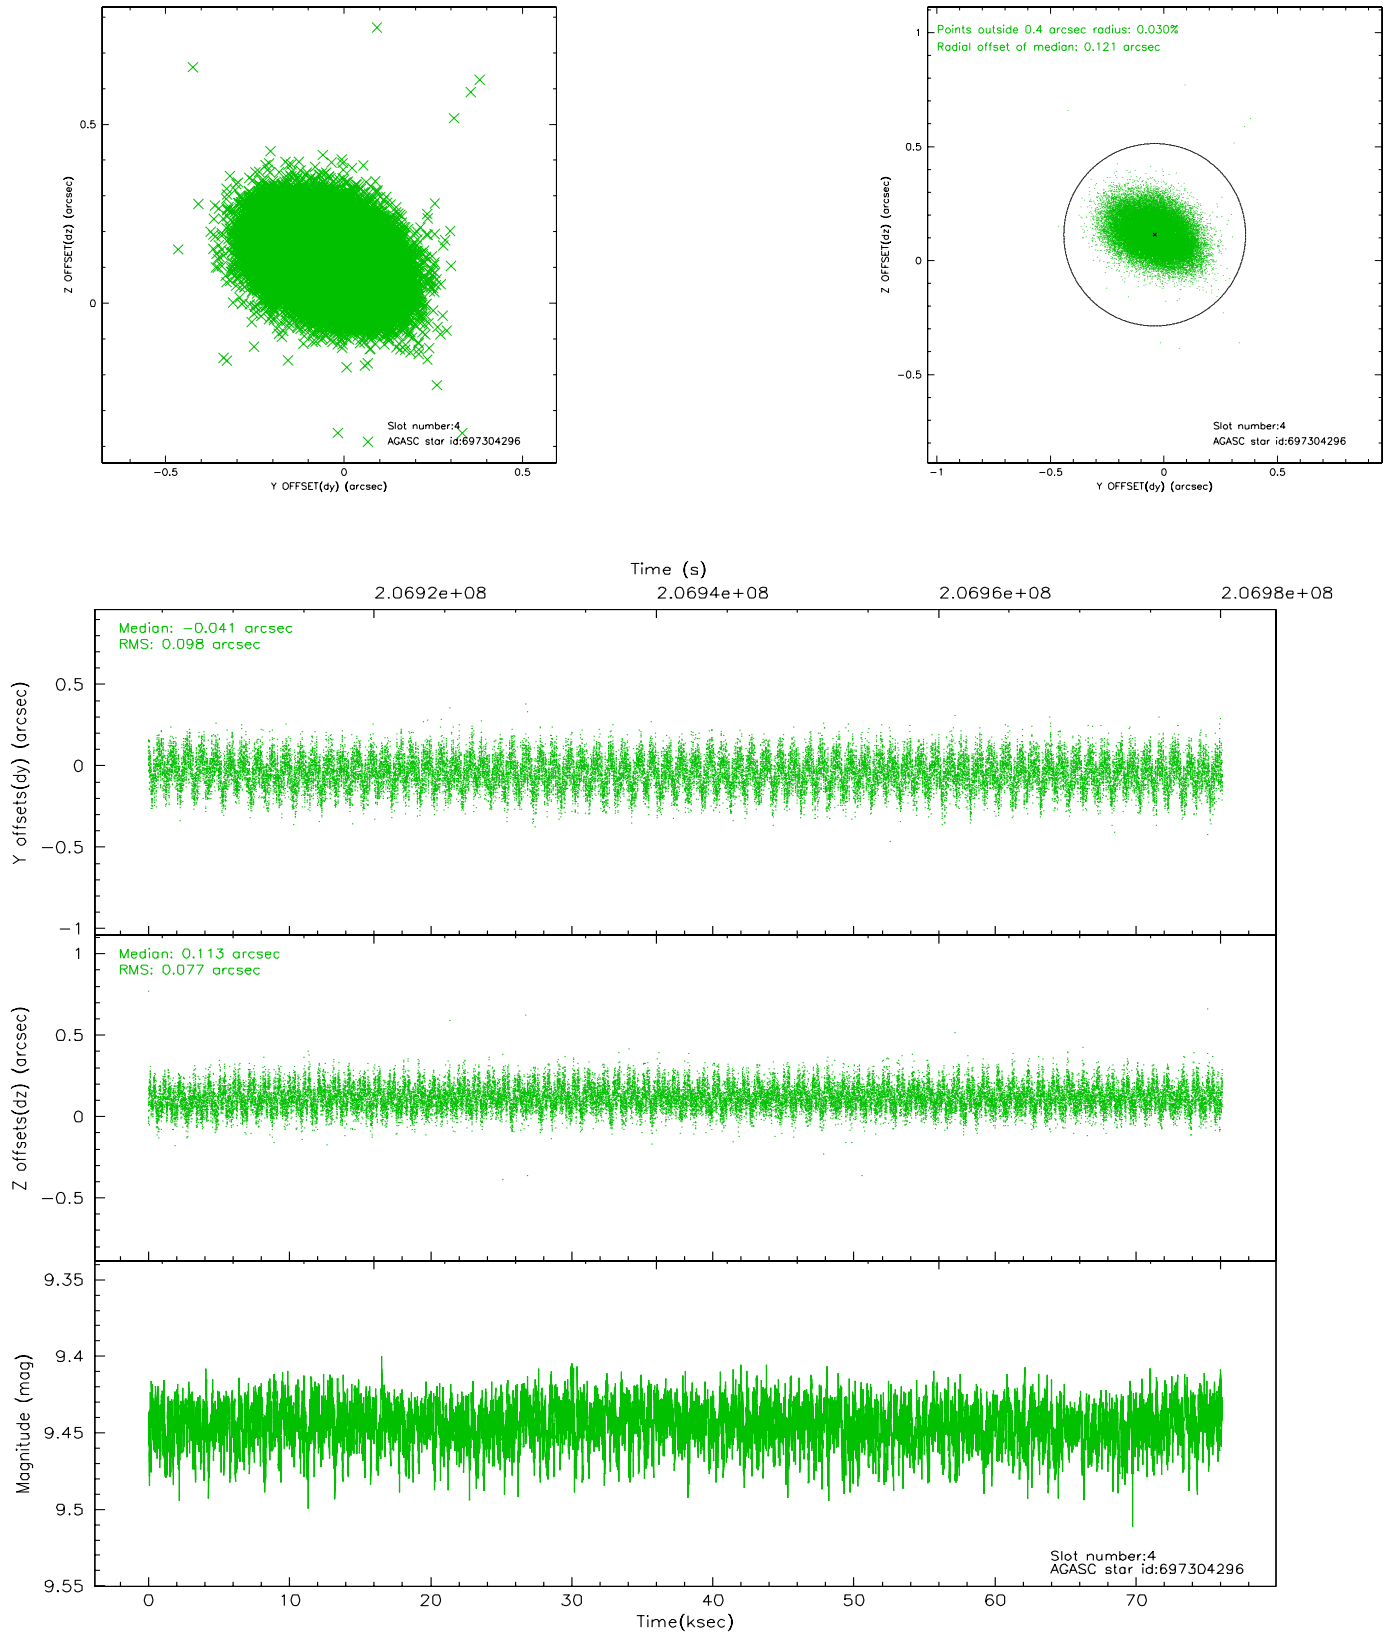 0.5
0
Z OFFSET(dz) (arcsec)
Slot number:4
AGASC star id:697304296
−0.5
0
0.5
Y OFFSET(dy) (arcsec)
Points outside 0.4 arcsec radius: 0.030%
Radial offset of median: 0.121 arcsec
1
0.5
0
−0.5
Z OFFSET(dz) (arcsec)
Slot number:4
AGASC star id:697304296
−1
−0.5
0
0.5
Y OFFSET(dy) (arcsec)
Time (s)
2.0692e+08
2.0694e+08
2.0696e+08
2.0698e+08
Median: −0.041 arcsec
RMS: 0.098 arcsec
0.5
0
−0.5
−1
Y offsets(dy) (arcsec)
Median: 0.113 arcsec
RMS: 0.077 arcsec
1
0.5
0
−0.5
Z offsets(dz) (arcsec)
9.35
9.4
9.45
9.5
9.55
Magnitude (mag)
Slot number:4
AGASC star id:697304296
0
10
20
30
40
50
60
70
Time(ksec)